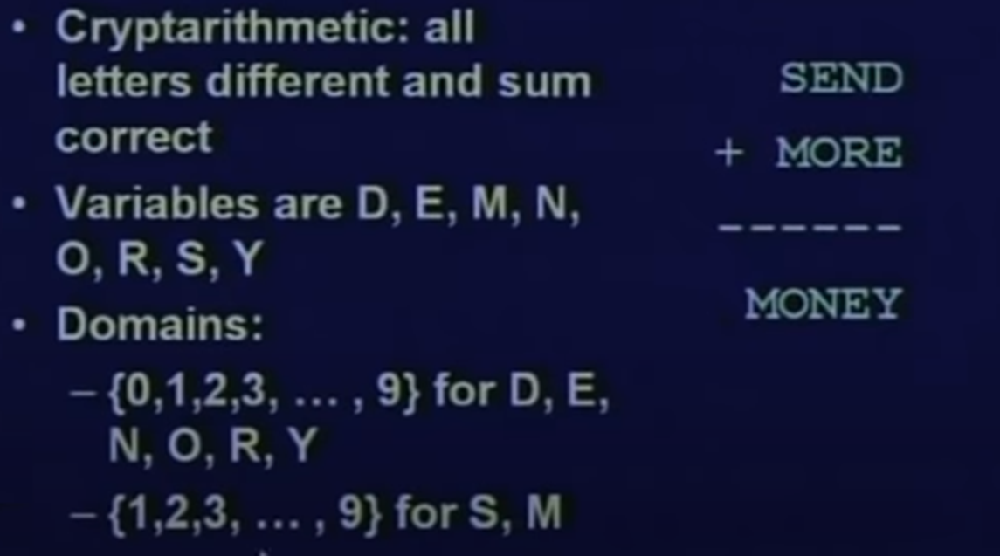 • Cryptarithmetic: all
letters different and sum
correct
• Variables are D, E, M, N,
O, R, S, Y
• Domains:
– {0,1,2,3, ... , 9} for D, E,
N, O, R, Y
– {1,2,3, ... , 9} for S, M
SEND
+ MORE
------
MONEY